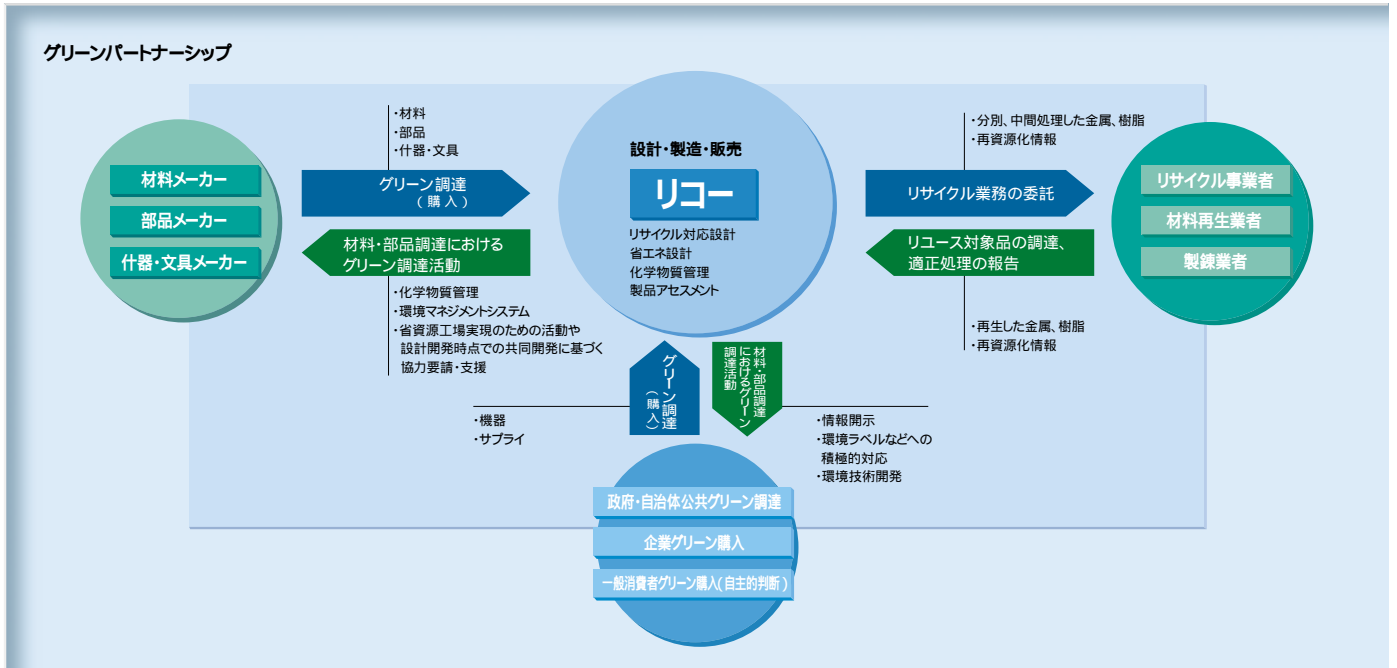 グリーンパートナーシップ
・材料
・部品
・什器・文具
グリーン調達
(購入)
材料メーカー
部品メーカー
什器・文具メーカー
材料・部品調達における
グリーン調達活動
・化学物質管理
・環境マネジメントシステム
・省資源工場実現のための活動や
設計開発時点での共同開発に基づく
協力要請・支援
設計・製造・販売
リコー
リサイクル対応設計
省エネ設計
化学物質管理
製品アセスメント
・分別、中間処理した金属、樹脂
・再資源化情報
リサイクル業務の委託
リユース対象品の調達、
適正処理の報告
・再生した金属、樹脂
・再資源化情報
リサイクル事業者
材料再生業者
製錬業者
グリーン調達
(購入)
材料・部品調達
におけるグリーン
調達活動
・機器
・サプライ
・情報開示
・環境ラベルなどへの
積極的対応
・環境技術開発
政府・自治体公共グリーン調達
企業グリーン購入
一般消費者グリーン購入(自主的判断)